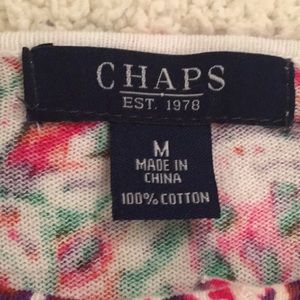 CHAPS
EST. 1978
M
MADE IN
CHINA
100% COTTON